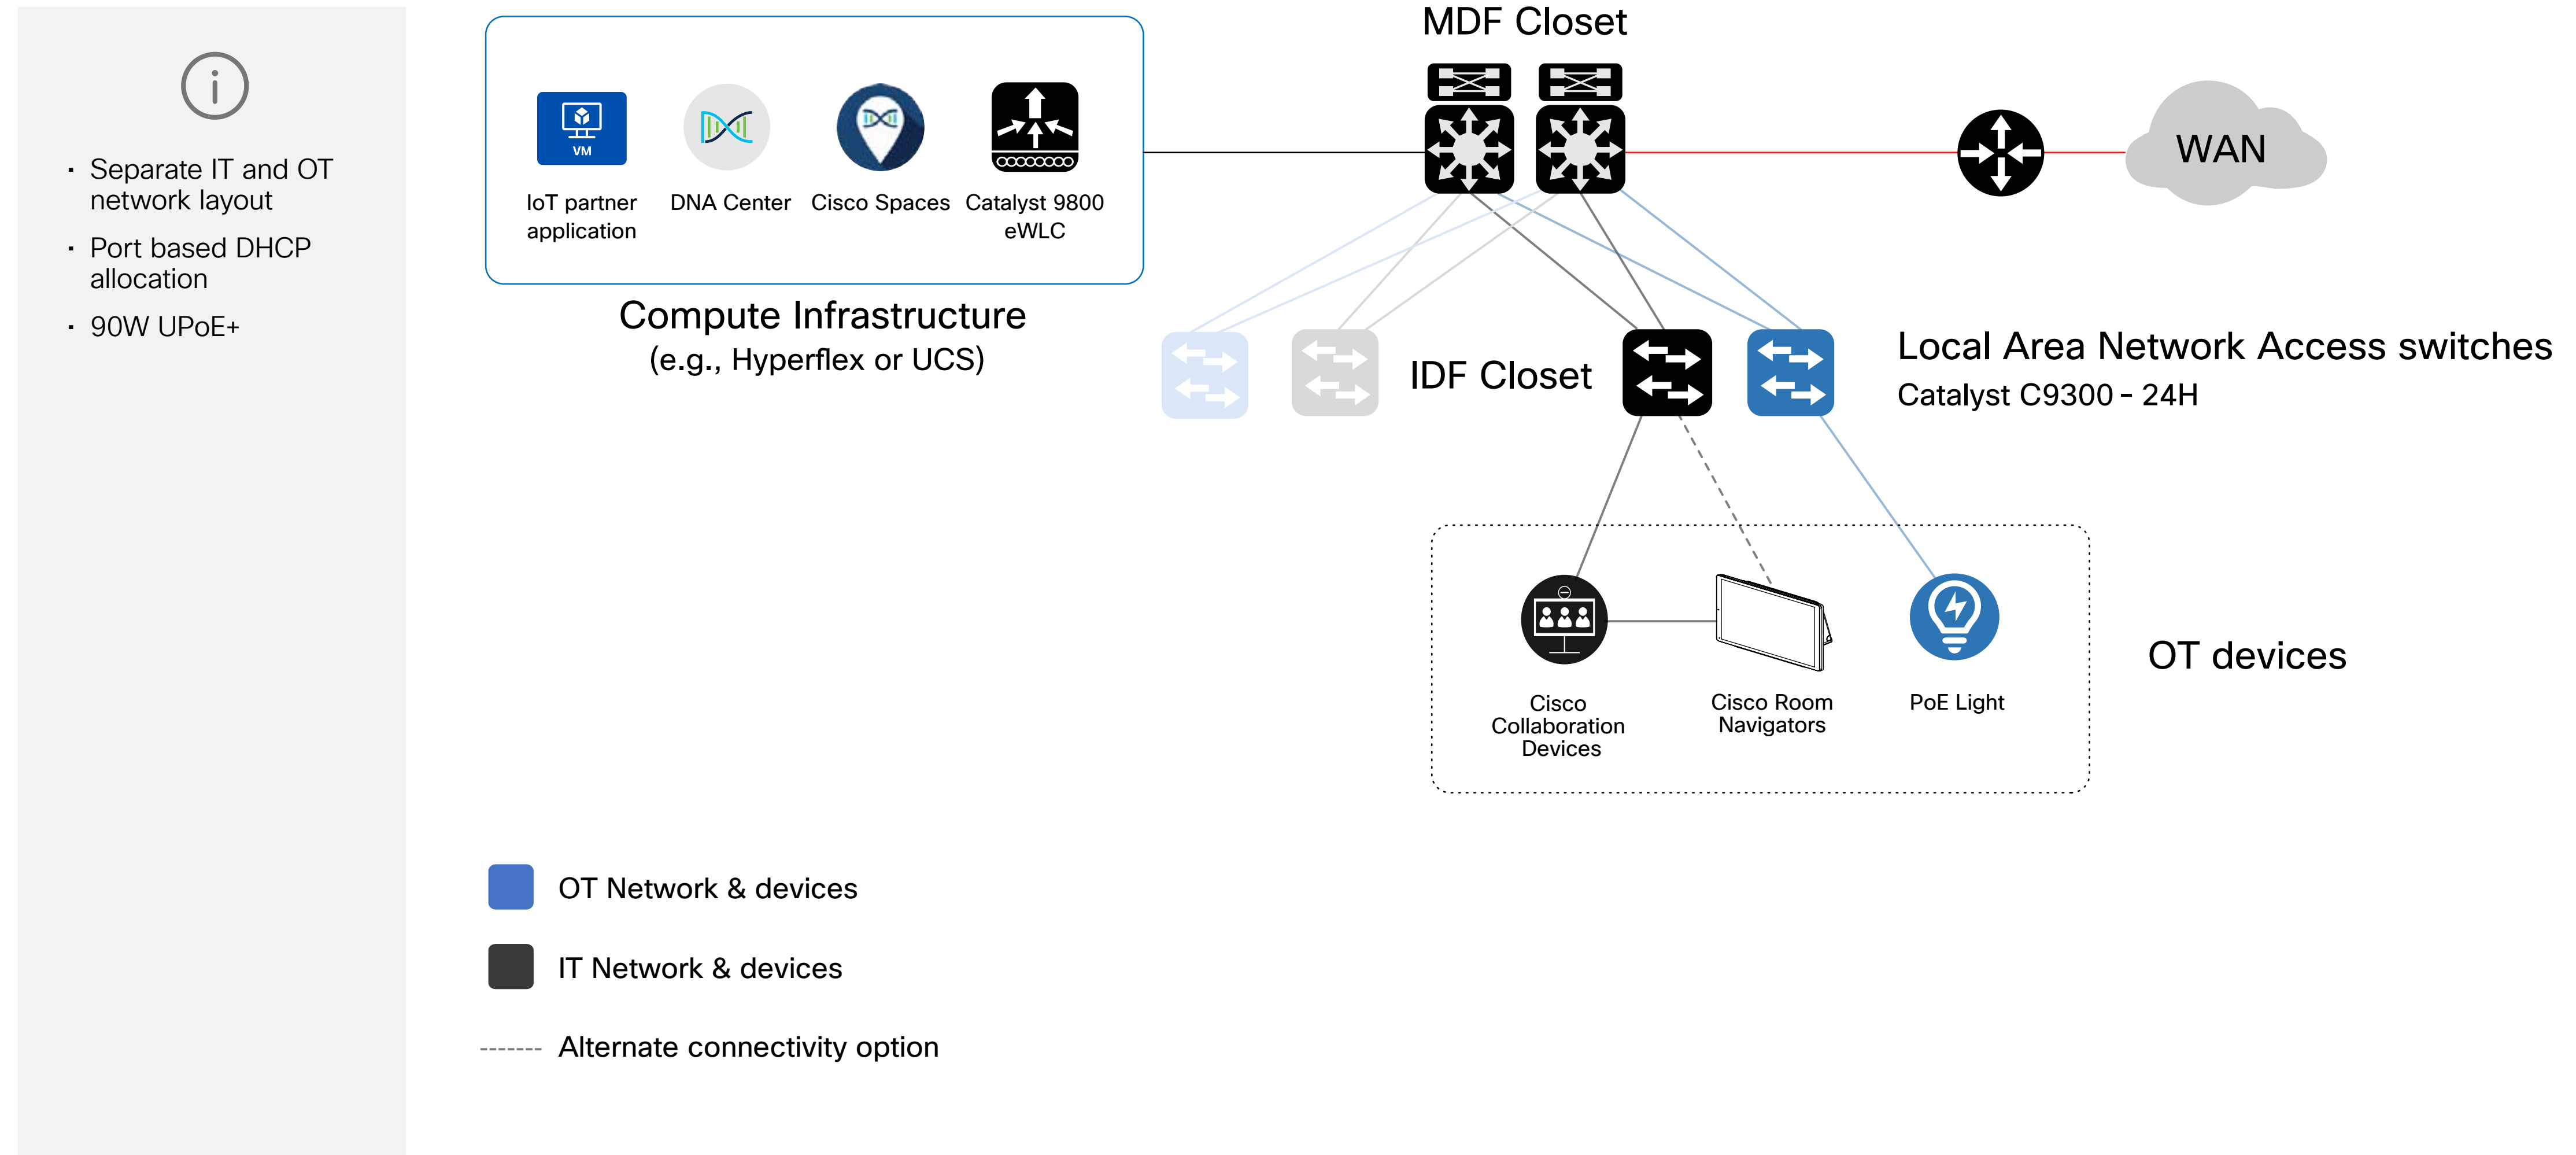 · Separate IT and OT
network layout
· Port based DHCP
allocation
· 90W UPoE+
MDF Closet
WAN
VM
IoT partner
application
DNA Center
Cisco Spaces
Catalyst 9800
eWLC
Compute Infrastructure
(e.g., Hyperflex or UCS)
IDF Closet
Local Area Network Access switches
Catalyst C9300 - 24H
Cisco
Collaboration
Devices
Cisco Room
Navigators
PoE Light
OT devices
OT Network & devices
IT Network & devices
Alternate connectivity option